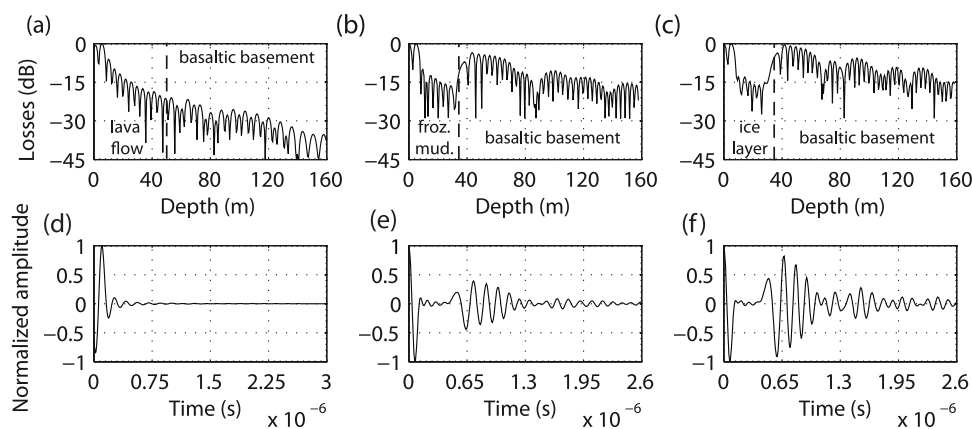 (a)
(b)
(c)
Losses (dB)
0
−15
−30
−45
basaltic basement
lava
flow
0 40 80 120 160
Depth (m)
0
−15
−30
−45
froz.
mud.
basaltic basement
0 40 80 120 160
Depth (m)
0
−15
−30
−45
ice
layer
basaltic basement
0 40 80 120 160
Depth (m)
(d)
(e)
(f)
Normalized amplitude
1
0.5
0
−0.5
−1
0 0.75 1.5 2.25 3
Time (s)
x 10 −6
1
0.5
0
−0.5
−1
0 0.65 1.3 1.95 2.6
Time (s)
x 10 −6
1
0.5
0
−0.5
−1
0 0.65 1.3 1.95 2.6
Time (s)
x 10 −6